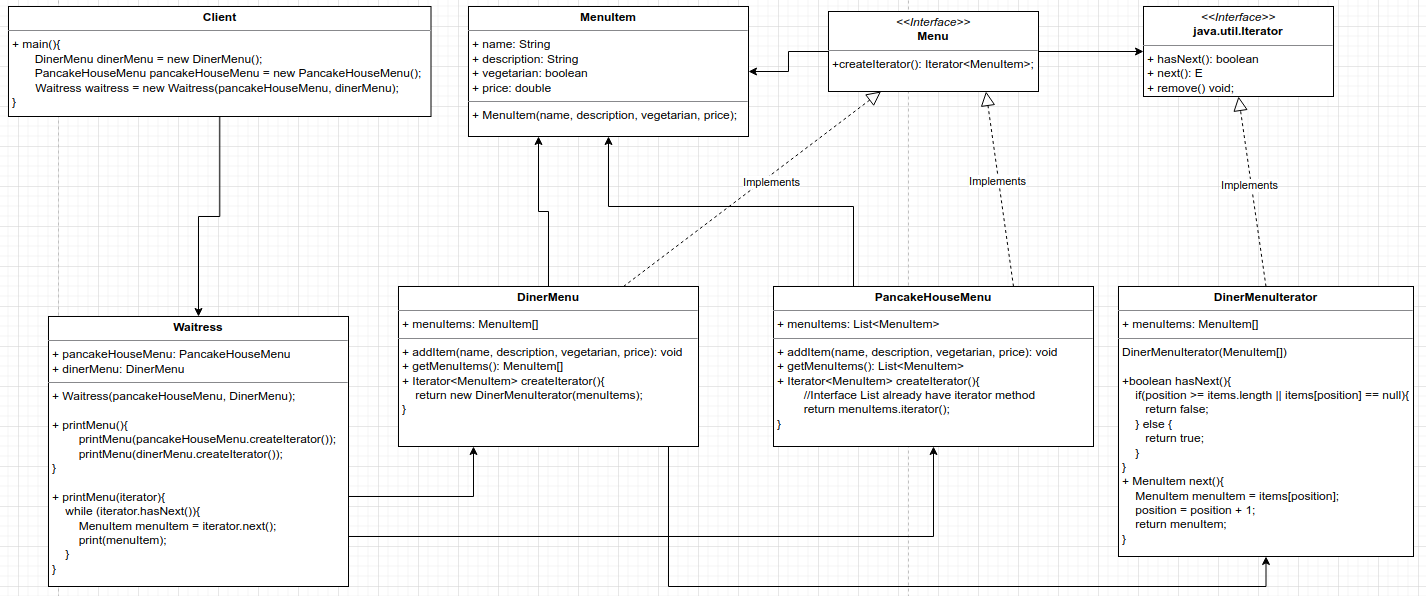 Client
+ main(){
DinerMenu dinerMenu = new DinerMenu();
PancakeHouseMenu pancakeHouseMenu = new PancakeHouseMenu();
Waitress waitress = new Waitress(pancakeHouseMenu, dinerMenu);
}
MenuItem
+ name: String
+ description: String
+ vegetarian: boolean
+ price: double
+ MenuItem(name, description, vegetarian, price);
<<Interface>>
Menu
+createIterator(): Iterator<MenuItem>;
<<Interface>>
java.util.Iterator
+ hasNext(): boolean
+ next(): E
+ remove() void;
Implements
Implements
Implements
Waitress
+ pancakeHouseMenu: PancakeHouseMenu
+ dinerMenu: DinerMenu
+ Waitress(pancakeHouseMenu, DinerMenu);
+ printMenu(){
printMenu(pancakeHouseMenu.createIterator());
printMenu(dinerMenu.createIterator());
}
+ printMenu(iterator){
while (iterator.hasNext()){
MenuItem menuItem = iterator.next();
print(menuItem);
}
}
DinerMenu
+ menuItems: MenuItem[]
+ addItem(name, description, vegetarian, price): void
+ getMenuItems(): MenuItem[]
+ Iterator<MenuItem> createIterator(){
return new DinerMenuIterator(menuItems);
}
PancakeHouseMenu
+ menuItems: List<MenuItem>
+ addItem(name, description, vegetarian, price): void
+ getMenuItems(): List<MenuItem>
+ Iterator<MenuItem> createIterator(){
//Interface List already have iterator method
return menuItems.iterator();
}
DinerMenuIterator
+ menuItems: MenuItem[]
DinerMenuIterator(MenuItem[])
+boolean hasNext(){
if(position >= items.length || items[position] == null){
return false;
} else {
return true;
}
}
+ MenuItem next(){
MenuItem menuItem = items[position];
position = position + 1;
return menuItem;
}